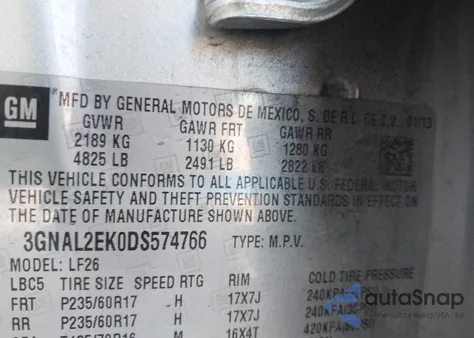 GM
*MFD BY GENERAL MOTORS DE MEXICO, S. DE R.L. DE C.V. 01/13
GVWR GAWR FRT GAWR RR
2189 KG 1130 KG 1280 KG
4825 LB 2491 LB 2822 LB
THIS VEHICLE CONFORMS TO ALL APPLICABLE U.S. FEDERAL MOTOR
VEHICLE SAFETY AND THEFT PREVENTION STANDARDS IN EFFECT ON
THE DATE OF MANUFACTURE SHOWN ABOVE.
3GNAL2EK0DS574766 TYPE: M.P.V.
MODEL: LF26
LBC5 TIRE SIZE SPEED RTG RIM COLD TIRE PRESSURE
FRT P235/60R17 H 17X7J 240KPA
RR P235/60R17 H 17X7J 240KPA
M 16X4T 420KPA
autoSnap